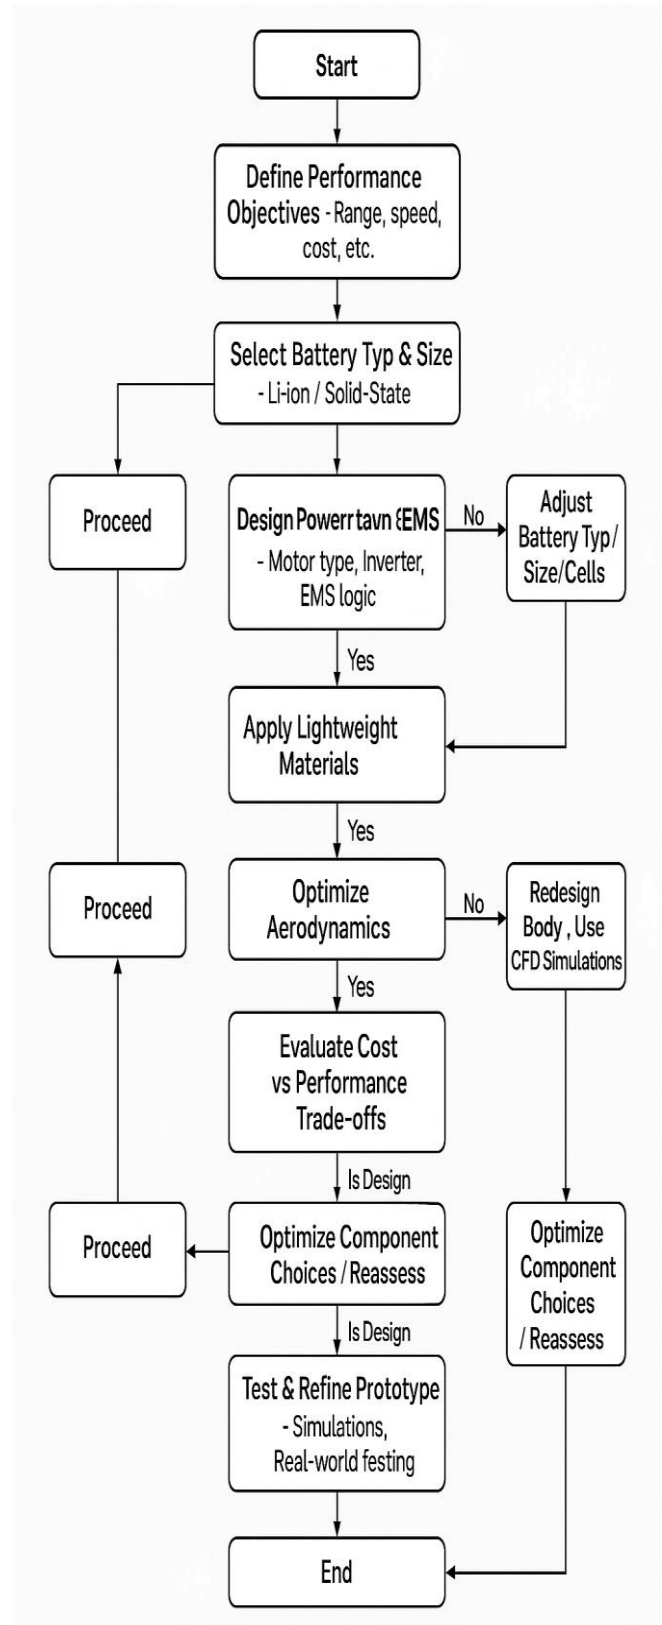 Start
Define Performance
Objectives - Range, speed,
cost, etc.
Select Battery Typ & Size
- Li-ion / Solid-State
Proceed
Design Powerrtavn &EMS
- Motor type, Inverter,
EMS logic
No
Adjust
Battery Typ /
Size/Cells
Yes
Apply Lightweight
Materials
Yes
Proceed
Optimize
Aerodynamics
No
Redesign
Body , Use
CFD Simulations
Yes
Evaluate Cost
vs Performance
Trade-offs
Is Design
Proceed
Optimize Component
Choices / Reassess
Optimize
Component
Choices
/ Reassess
Is Design
Test & Refine Prototype
- Simulations,
Real-world festing
End